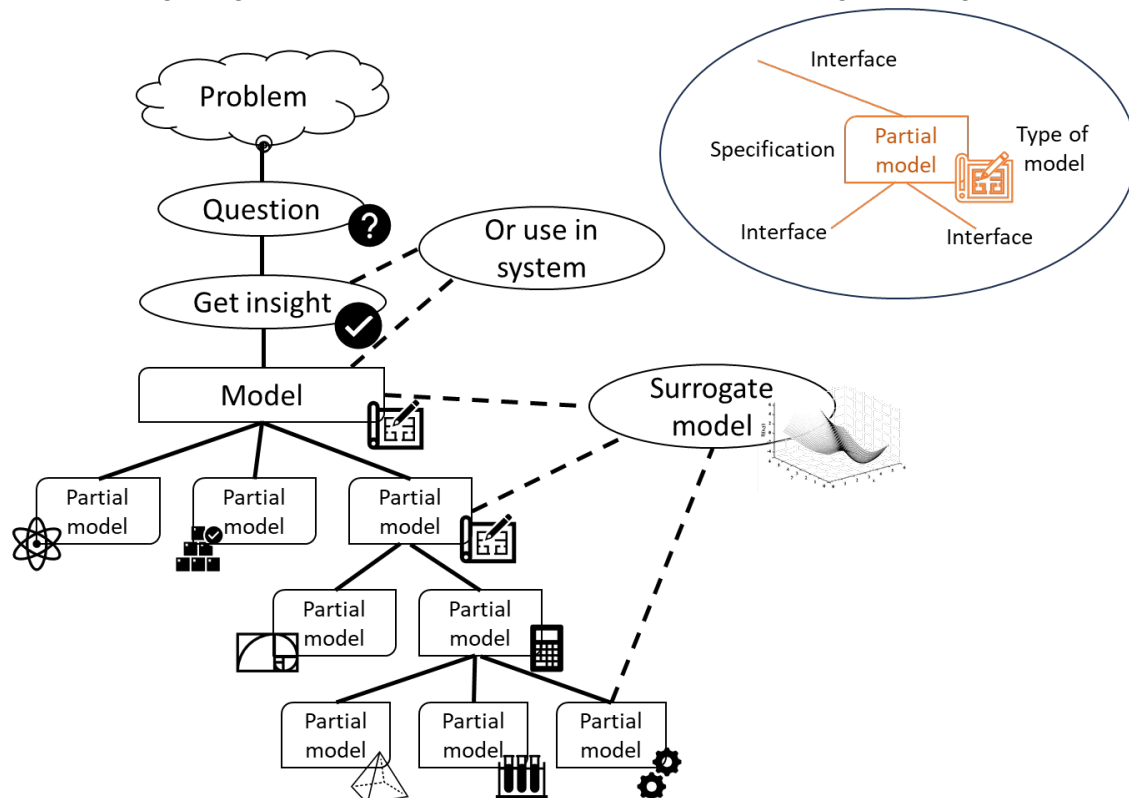 Problem
Question
?
Get insight
Or use in
system
Model
Surrogate
model
Partial
model
Partial
model
Partial
model
Partial
model
Partial
model
Partial
model
Partial
model
Partial
model
Interface
Specification
Partial
model
Type of
model
Interface
Interface